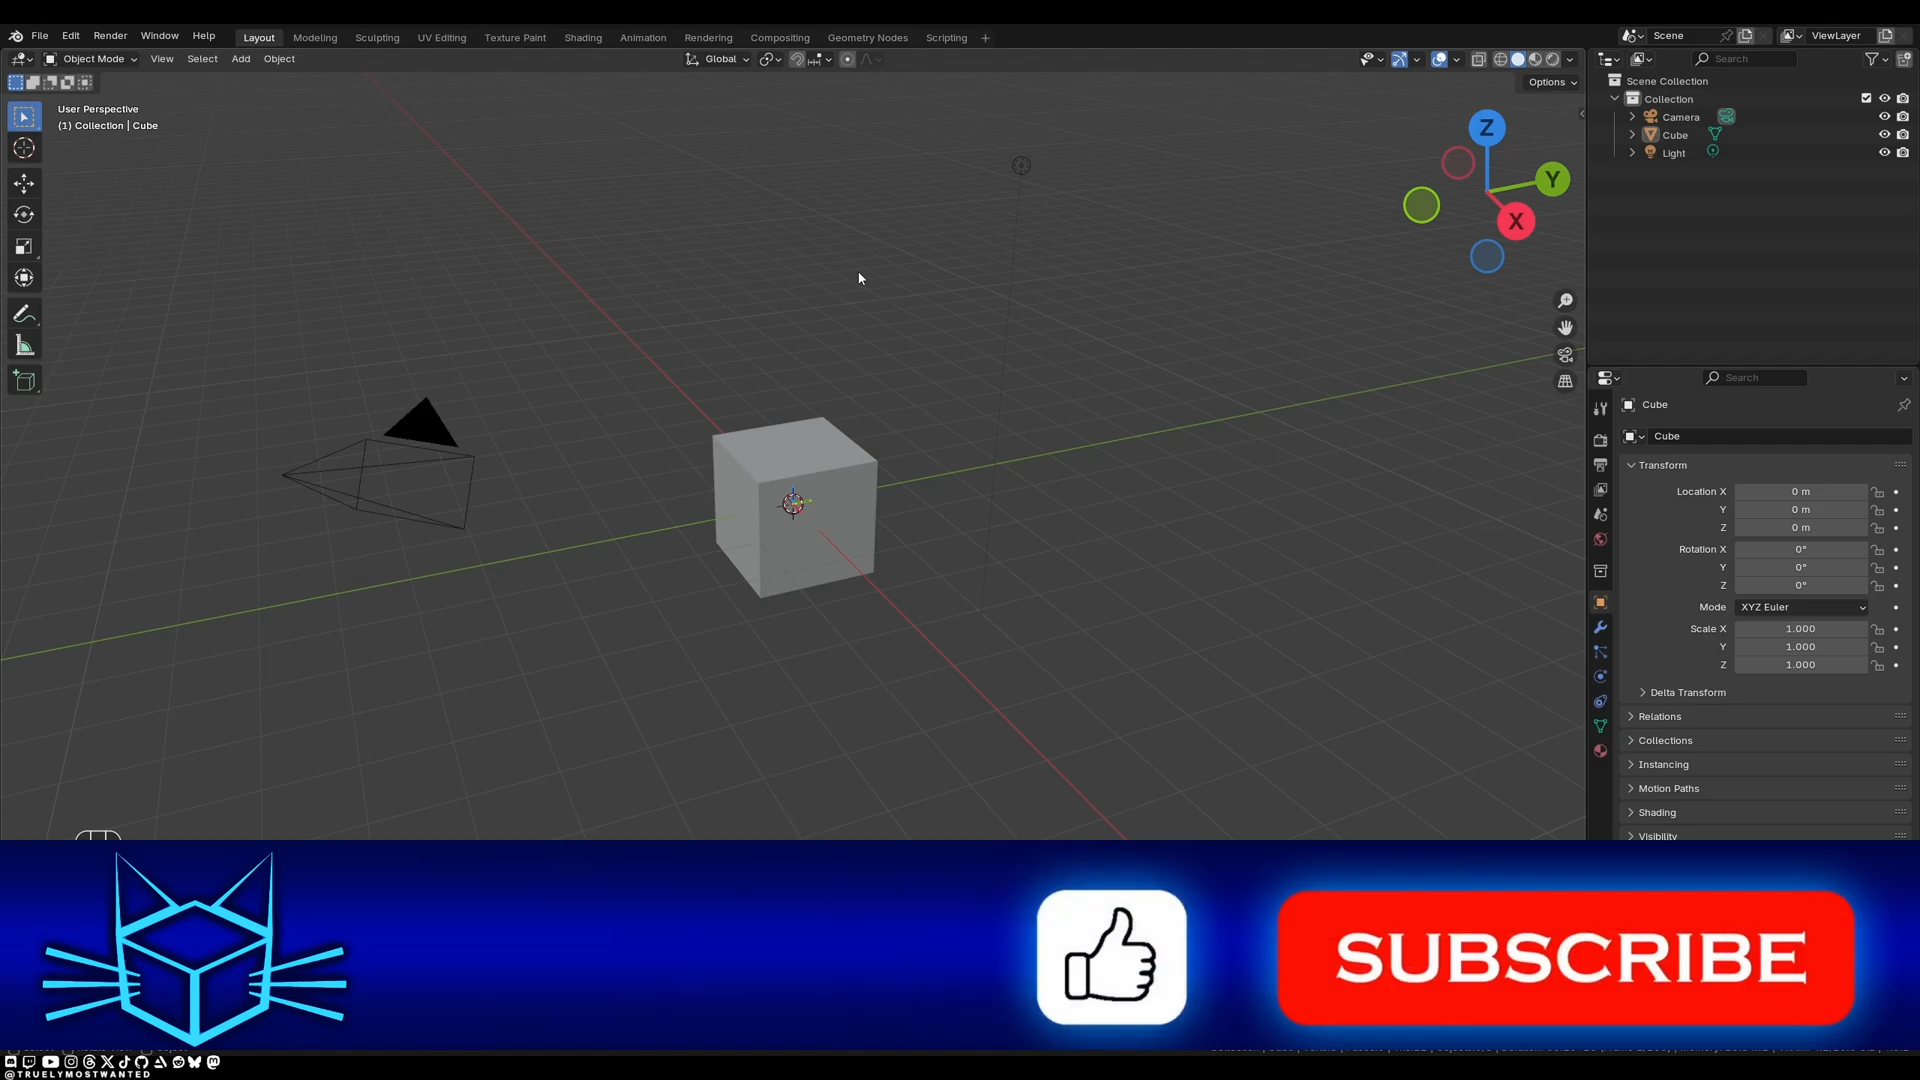 File Edit Render Window Help
Layout Modeling Sculpting UV Editing Texture Paint Shading Animation Rendering Compositing Geometry Nodes Scripting +
Scene
ViewLayer
Object Mode View Select Add Object
Global
Options
Search
User Perspective
(1) Collection | Cube
Z
Y
X
Scene Collection
Collection
Camera
Cube
Light
Search
Cube
Cube
Transform
Location X 0 m
Y 0 m
Z 0 m
Rotation X 0°
Y 0°
Z 0°
Mode XYZ Euler
Scale X 1.000
Y 1.000
Z 1.000
Delta Transform
Relations
Collections
Instancing
Motion Paths
Shading
Visibility
SUBSCRIBE
@TRUELYMOSTWANTED